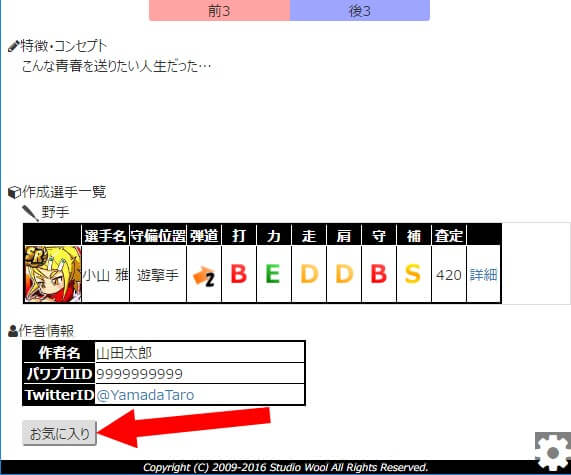 前3 後3
特徴・コンセプト
こんな青春を送りたい人生だった…
作成選手一覧
野手
選手名 守備位置 弾道 打 力 走 肩 守 補 査定
SR 小山 雅 遊撃手 2 B E D D B S 420 詳細
作者情報
作者名 山田太郎
パワプロID 9999999999
TwitterID @YamadaTaro
お気に入り
Copyright (C) 2009-2016 Studio Wool All Rights Reserved.